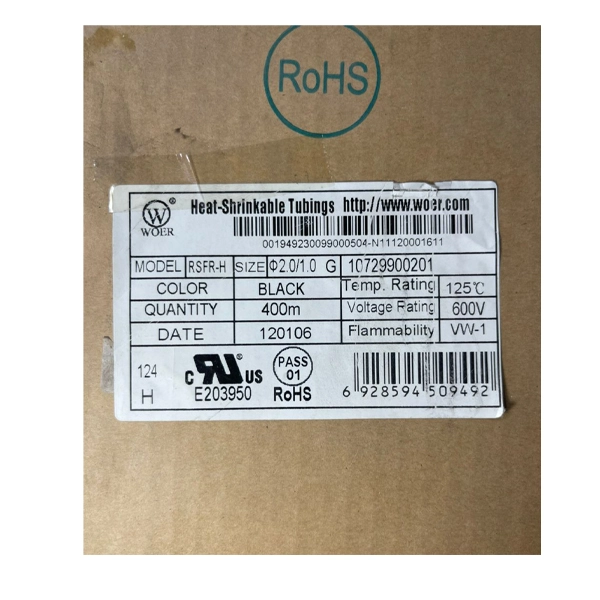 RoHS
W ®
WOER
Heat-Shrinkable Tubings http://www.woer.com
001949230099000504-N11120001611
MODEL RSFR-H SIZE Φ2.0/1.0 G 10729900201
COLOR BLACK Temp. Rating 125℃
QUANTITY 400m Voltage Rating 600V
DATE 120106 Flammability VW-1
124
H
c RU US
E203950
PASS
01
RoHS
6 928594 509492